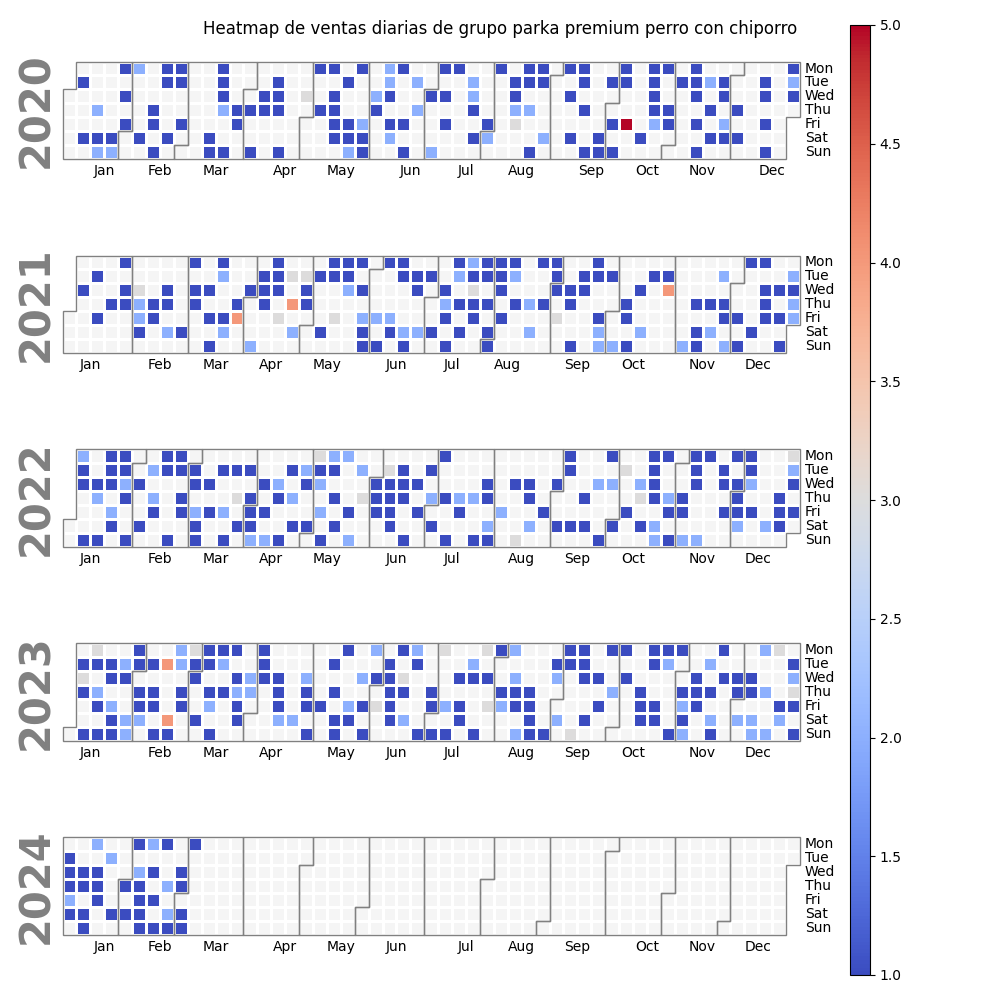 Heatmap de ventas diarias de grupo parka premium perro con chiporro
2020
Mon
Tue
Wed
Thu
Fri
Sat
Sun
Jan Feb Mar Apr May Jun Jul Aug Sep Oct Nov Dec
2021
Mon
Tue
Wed
Thu
Fri
Sat
Sun
Jan Feb Mar Apr May Jun Jul Aug Sep Oct Nov Dec
2022
Mon
Tue
Wed
Thu
Fri
Sat
Sun
Jan Feb Mar Apr May Jun Jul Aug Sep Oct Nov Dec
2023
Mon
Tue
Wed
Thu
Fri
Sat
Sun
Jan Feb Mar Apr May Jun Jul Aug Sep Oct Nov Dec
2024
Mon
Tue
Wed
Thu
Fri
Sat
Sun
Jan Feb Mar Apr May Jun Jul Aug Sep Oct Nov Dec
5.0
4.5
4.0
3.5
3.0
2.5
2.0
1.5
1.0